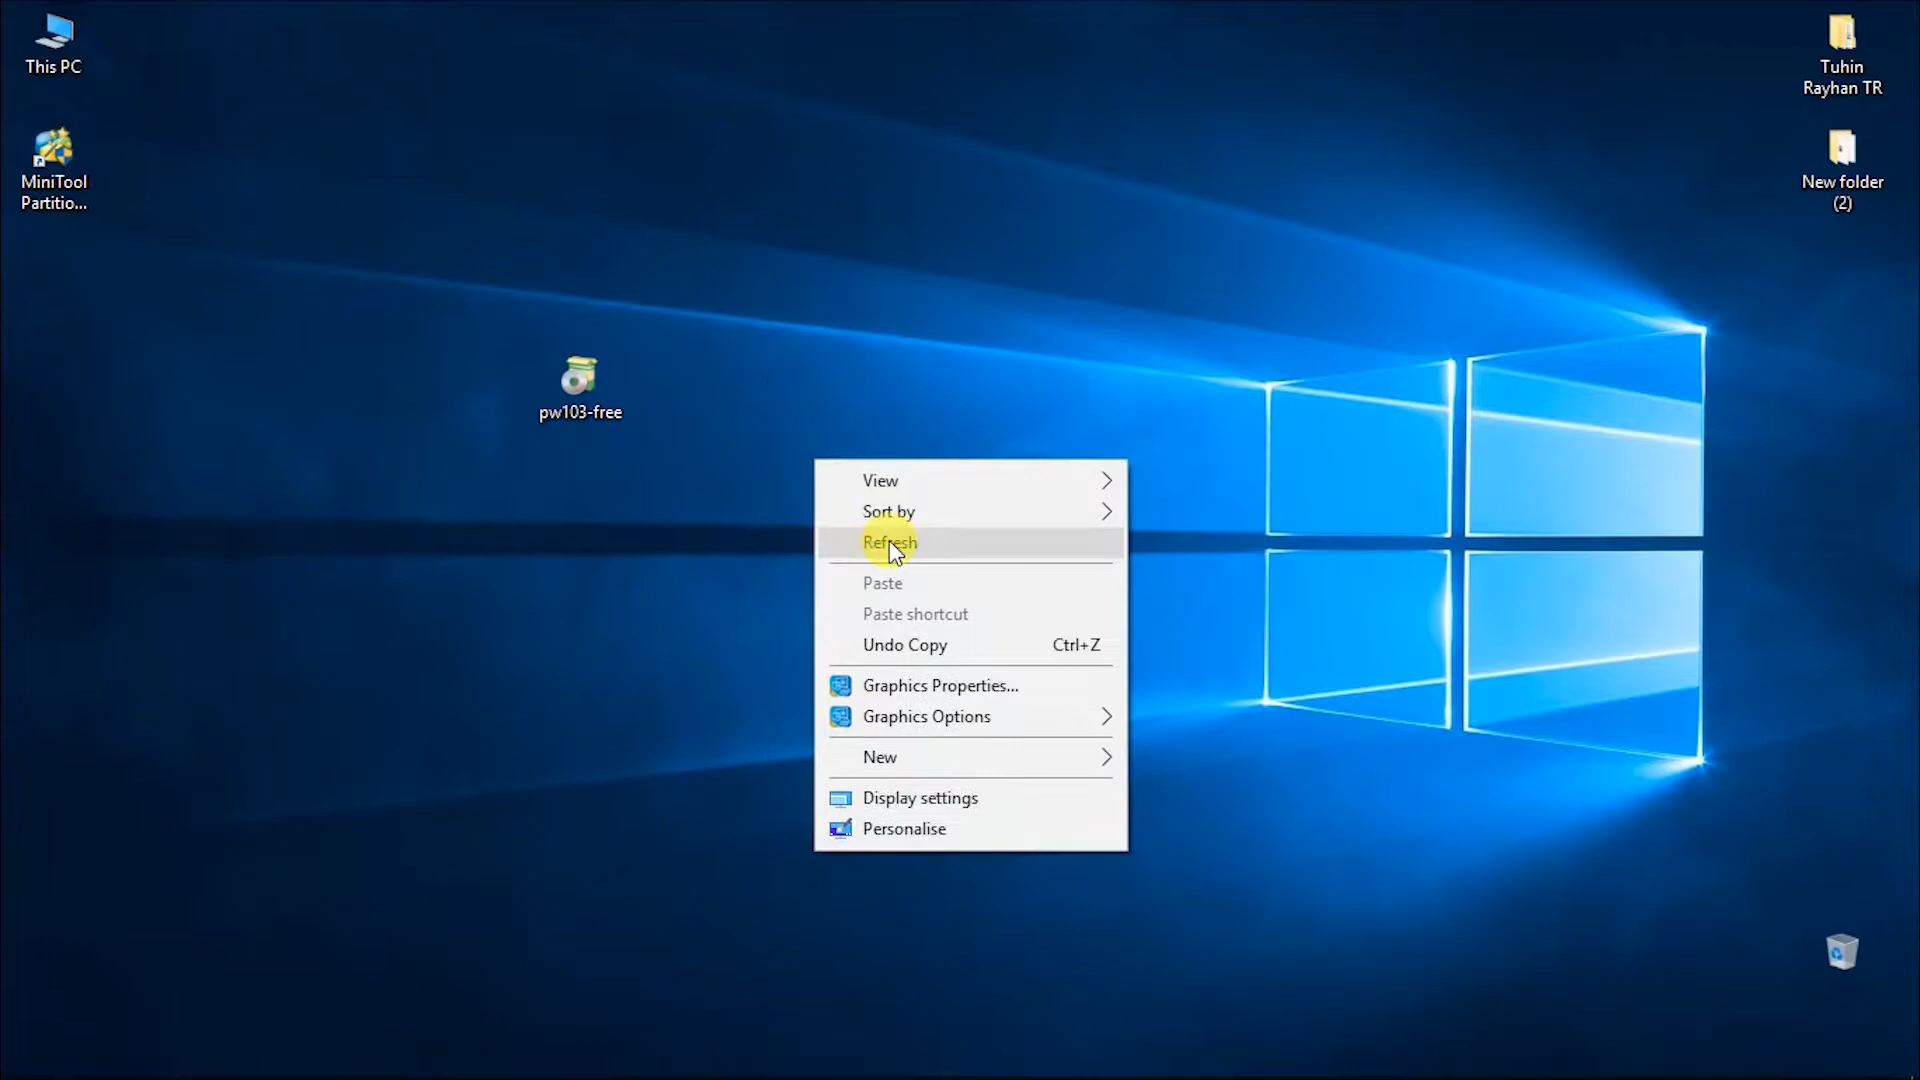 This PC
MiniTool
Partitio...
Tuhin
Rayhan TR
New folder
(2)
pw103-free
View
Sort by
Refresh
Paste
Paste shortcut
Undo Copy Ctrl+Z
Graphics Properties...
Graphics Options
New
Display settings
Personalise